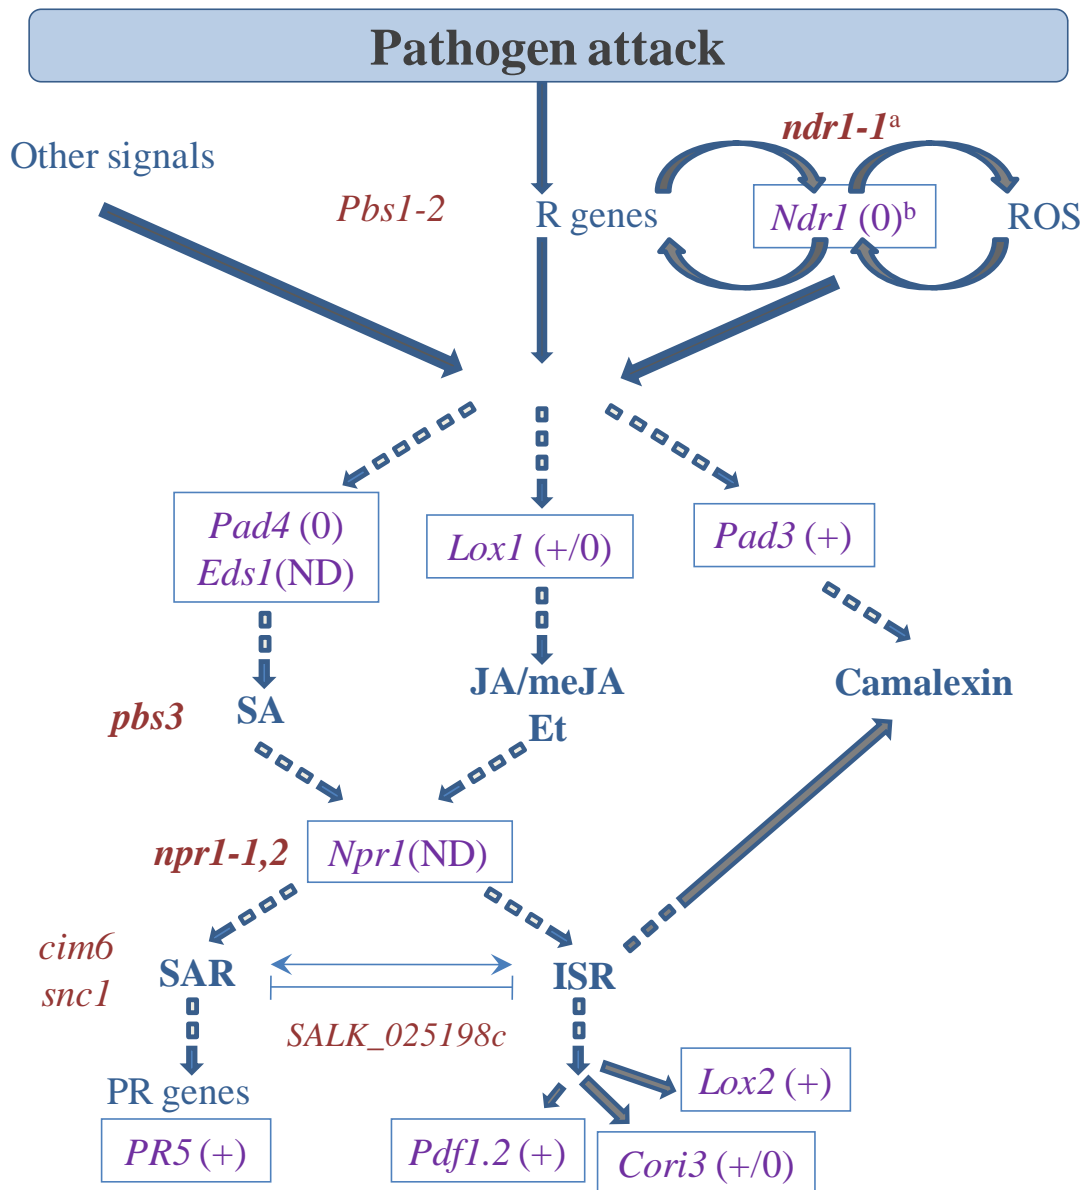 Pathogen attack
ndr1-1a
Other signals
Pbs1-2
R genes
Ndr1 (0)b
ROS
Pad4 (0)
Eds1(ND)
Lox1 (+/0)
Pad3 (+)
JA/meJA
Et
Camalexin
pbs3
SA
npr1-1,2
Npr1(ND)
cim6
snc1
SAR
ISR
SALK_025198c
PR genes
PR5 (+)
Lox2 (+)
Pdf1.2 (+)
Cori3 (+/0)